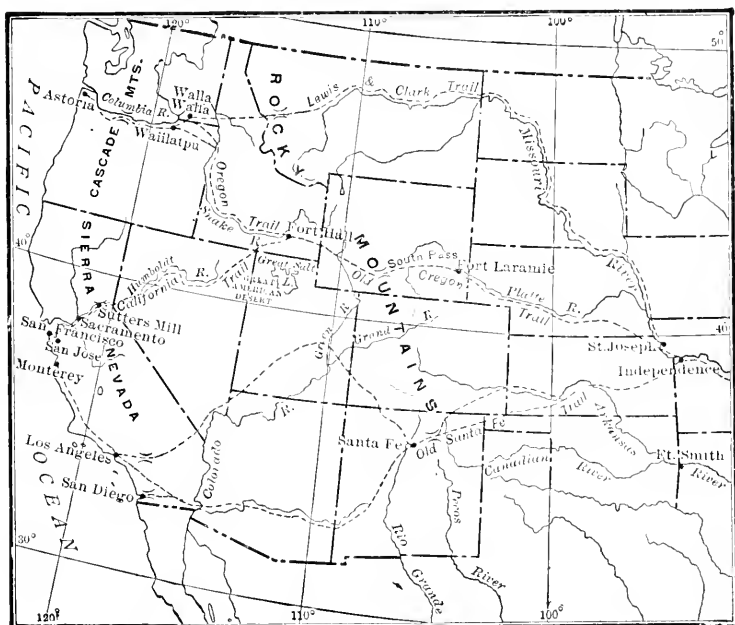 120°
110°
100°
50
PACIFIC
OCEAN
CASCADE MTS.
ROCKY
MOUNTAINS
SIERRA
NEVADA
Walla
Walla
Astoria
Columbia R.
Waiilatpu
Lewis & Clark Trail
Missouri
River
Oregon
Trail
Snake
R.
Fort Hall
South Pass
Old
Oregon
Trail
Fort Laramie
Platte
R.
40°
Humboldt
R.
California
Trail
Great Salt
L.
GREAT
AMERICAN
DESERT
Sutters Mill
Sacramento
San Francisco
San Jose
Monterey
Green
R.
Grand R.
40
St. Joseph
Independence
Los Angeles
San Diego
Colorado
R.
Santa Fe
Old Santa Fe Trail
Arkansas
River
Canadian
River
Ft. Smith
Pecos
River
Rio
Grande
30°
120°
110°
100°